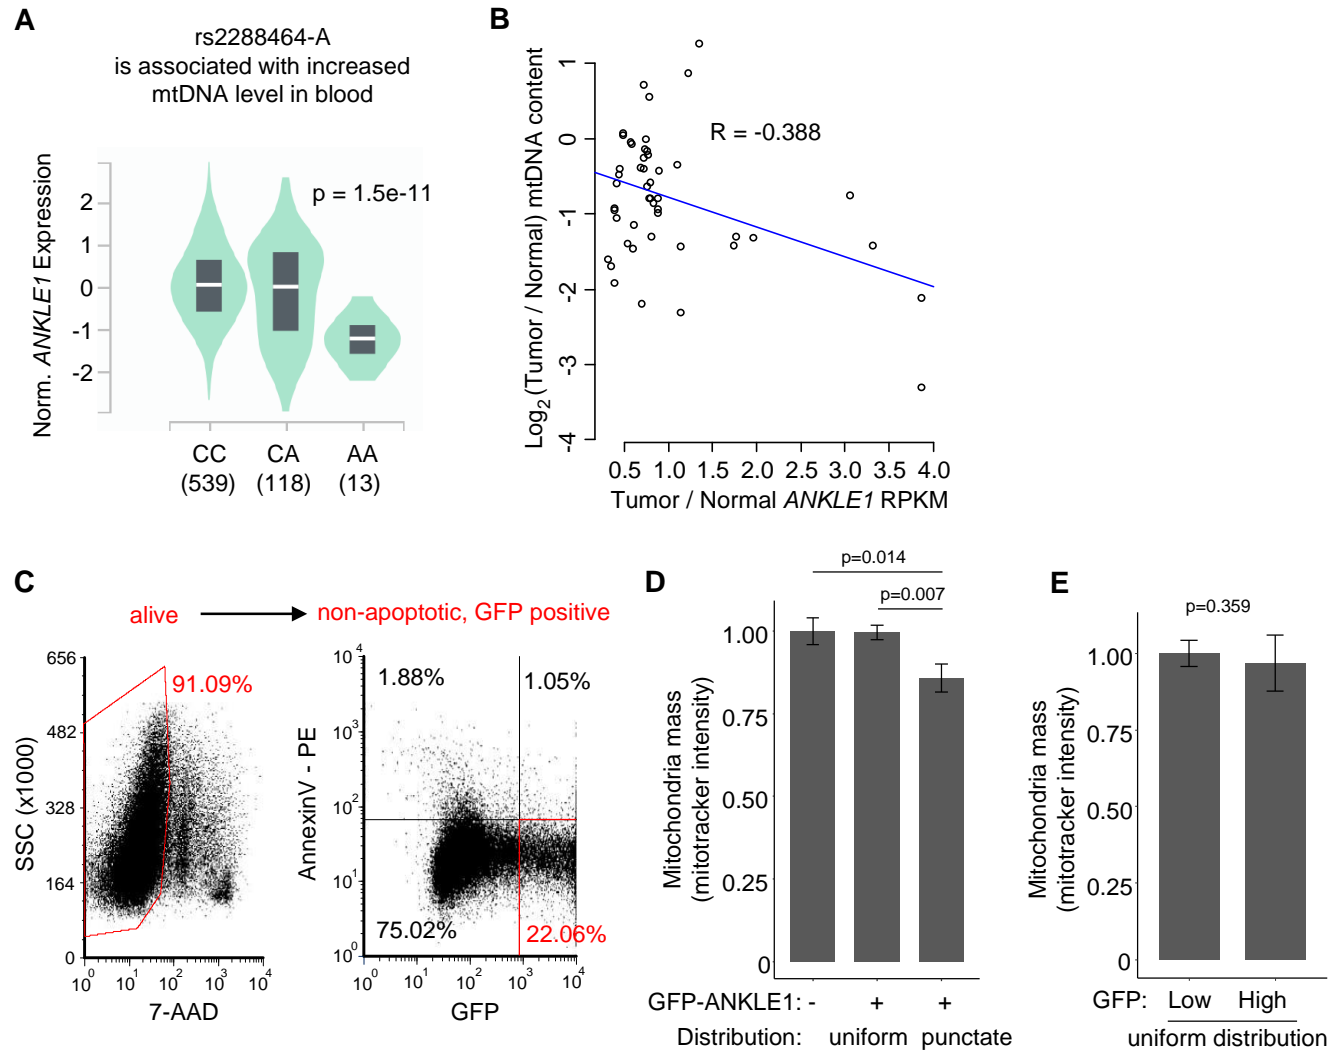 A
rs2288464-A
is associated with increased
mtDNA level in blood
Norm. ANKLE1 Expression
2
1
0
-1
-2
p = 1.5e-11
CC
CA
AA
(539)
(118)
(13)
B
Log2(Tumor / Normal) mtDNA content
1
0
-1
-2
-3
-4
R = -0.388
0.5 1.0 1.5 2.0 2.5 3.0 3.5 4.0
Tumor / Normal ANKLE1 RPKM
C
alive
non-apoptotic, GFP positive
SSC (x1000)
656
482
328
164
0
91.09%
10^0 10^1 10^2 10^3 10^4
7-AAD
AnnexinV - PE
10^4
10^3
10^2
10^1
10^0
1.88%
1.05%
75.02%
22.06%
10^0 10^1 10^2 10^3 10^4
GFP
D
p=0.014
p=0.007
Mitochondria mass
(mitotracker intensity)
1.00
0.75
0.50
0.25
0
GFP-ANKLE1: - + +
Distribution: uniform punctate
E
p=0.359
Mitochondria mass
(mitotracker intensity)
1.00
0.75
0.50
0.25
0
GFP: Low High
uniform distribution